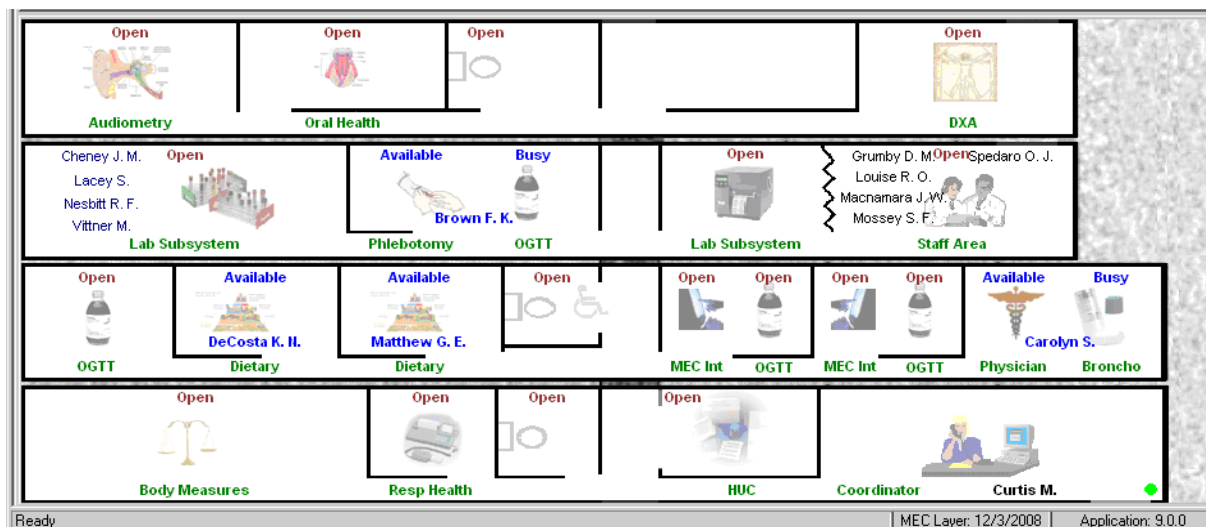 Open Open Open Open
Audiometry Oral Health DXA
Cheney J. M. Open Available Busy Open Grumby D. M. Open Spedaro O. J.
Lacey S. Louise R. O.
Nesbitt R. F. Macnamara J. W.
Vittner M. Brown F. K. Mossey S. F.
Lab Subsystem Phlebotomy OGTT Lab Subsystem Staff Area
Open Available Available Open Open Open Open Open Available Busy
DeCosta K. N. Matthew G. E. Carolyn S.
OGTT Dietary Dietary MEC Int OGTT MEC Int OGTT Physician Broncho
Open Open Open Open
Body Measures Resp Health HUC Coordinator Curtis M.
Ready MEC Layer: 12/3/2008 Application: 9.0.0